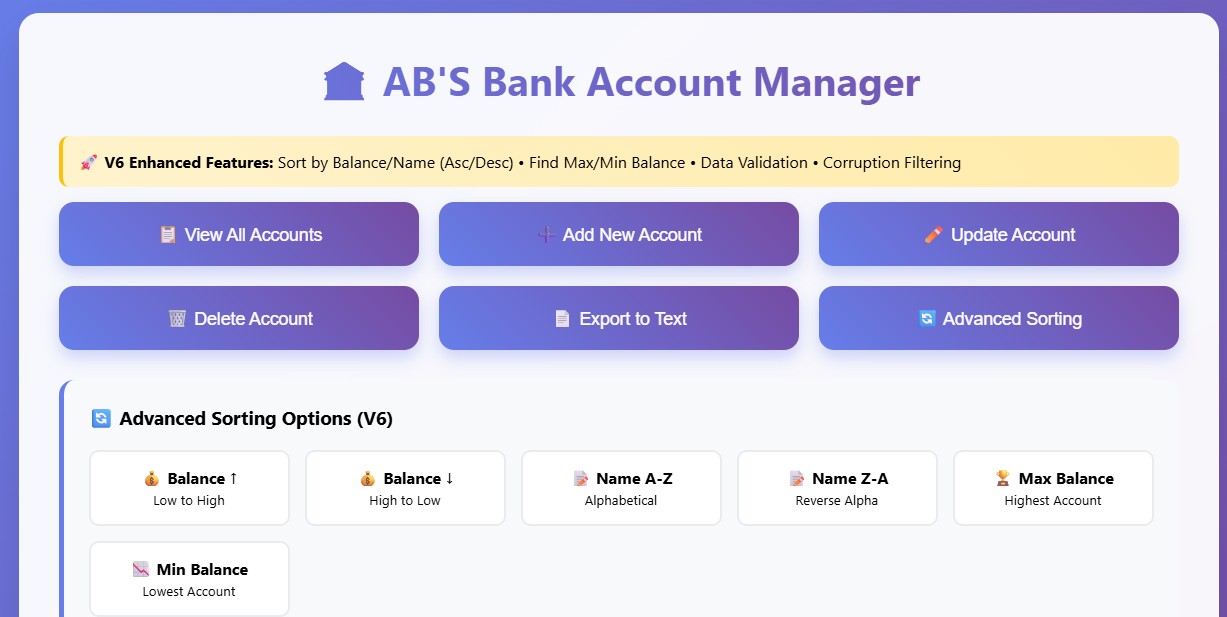 AB'S Bank Account Manager
🚀 V6 Enhanced Features: Sort by Balance/Name (Asc/Desc) • Find Max/Min Balance • Data Validation • Corruption Filtering
📋 View All Accounts
➕ Add New Account
✏️ Update Account
🗑️ Delete Account
📄 Export to Text
🔄 Advanced Sorting
🔄 Advanced Sorting Options (V6)
💰 Balance ↑
Low to High
💰 Balance ↓
High to Low
📝 Name A-Z
Alphabetical
📝 Name Z-A
Reverse Alpha
🏆 Max Balance
Highest Account
📉 Min Balance
Lowest Account